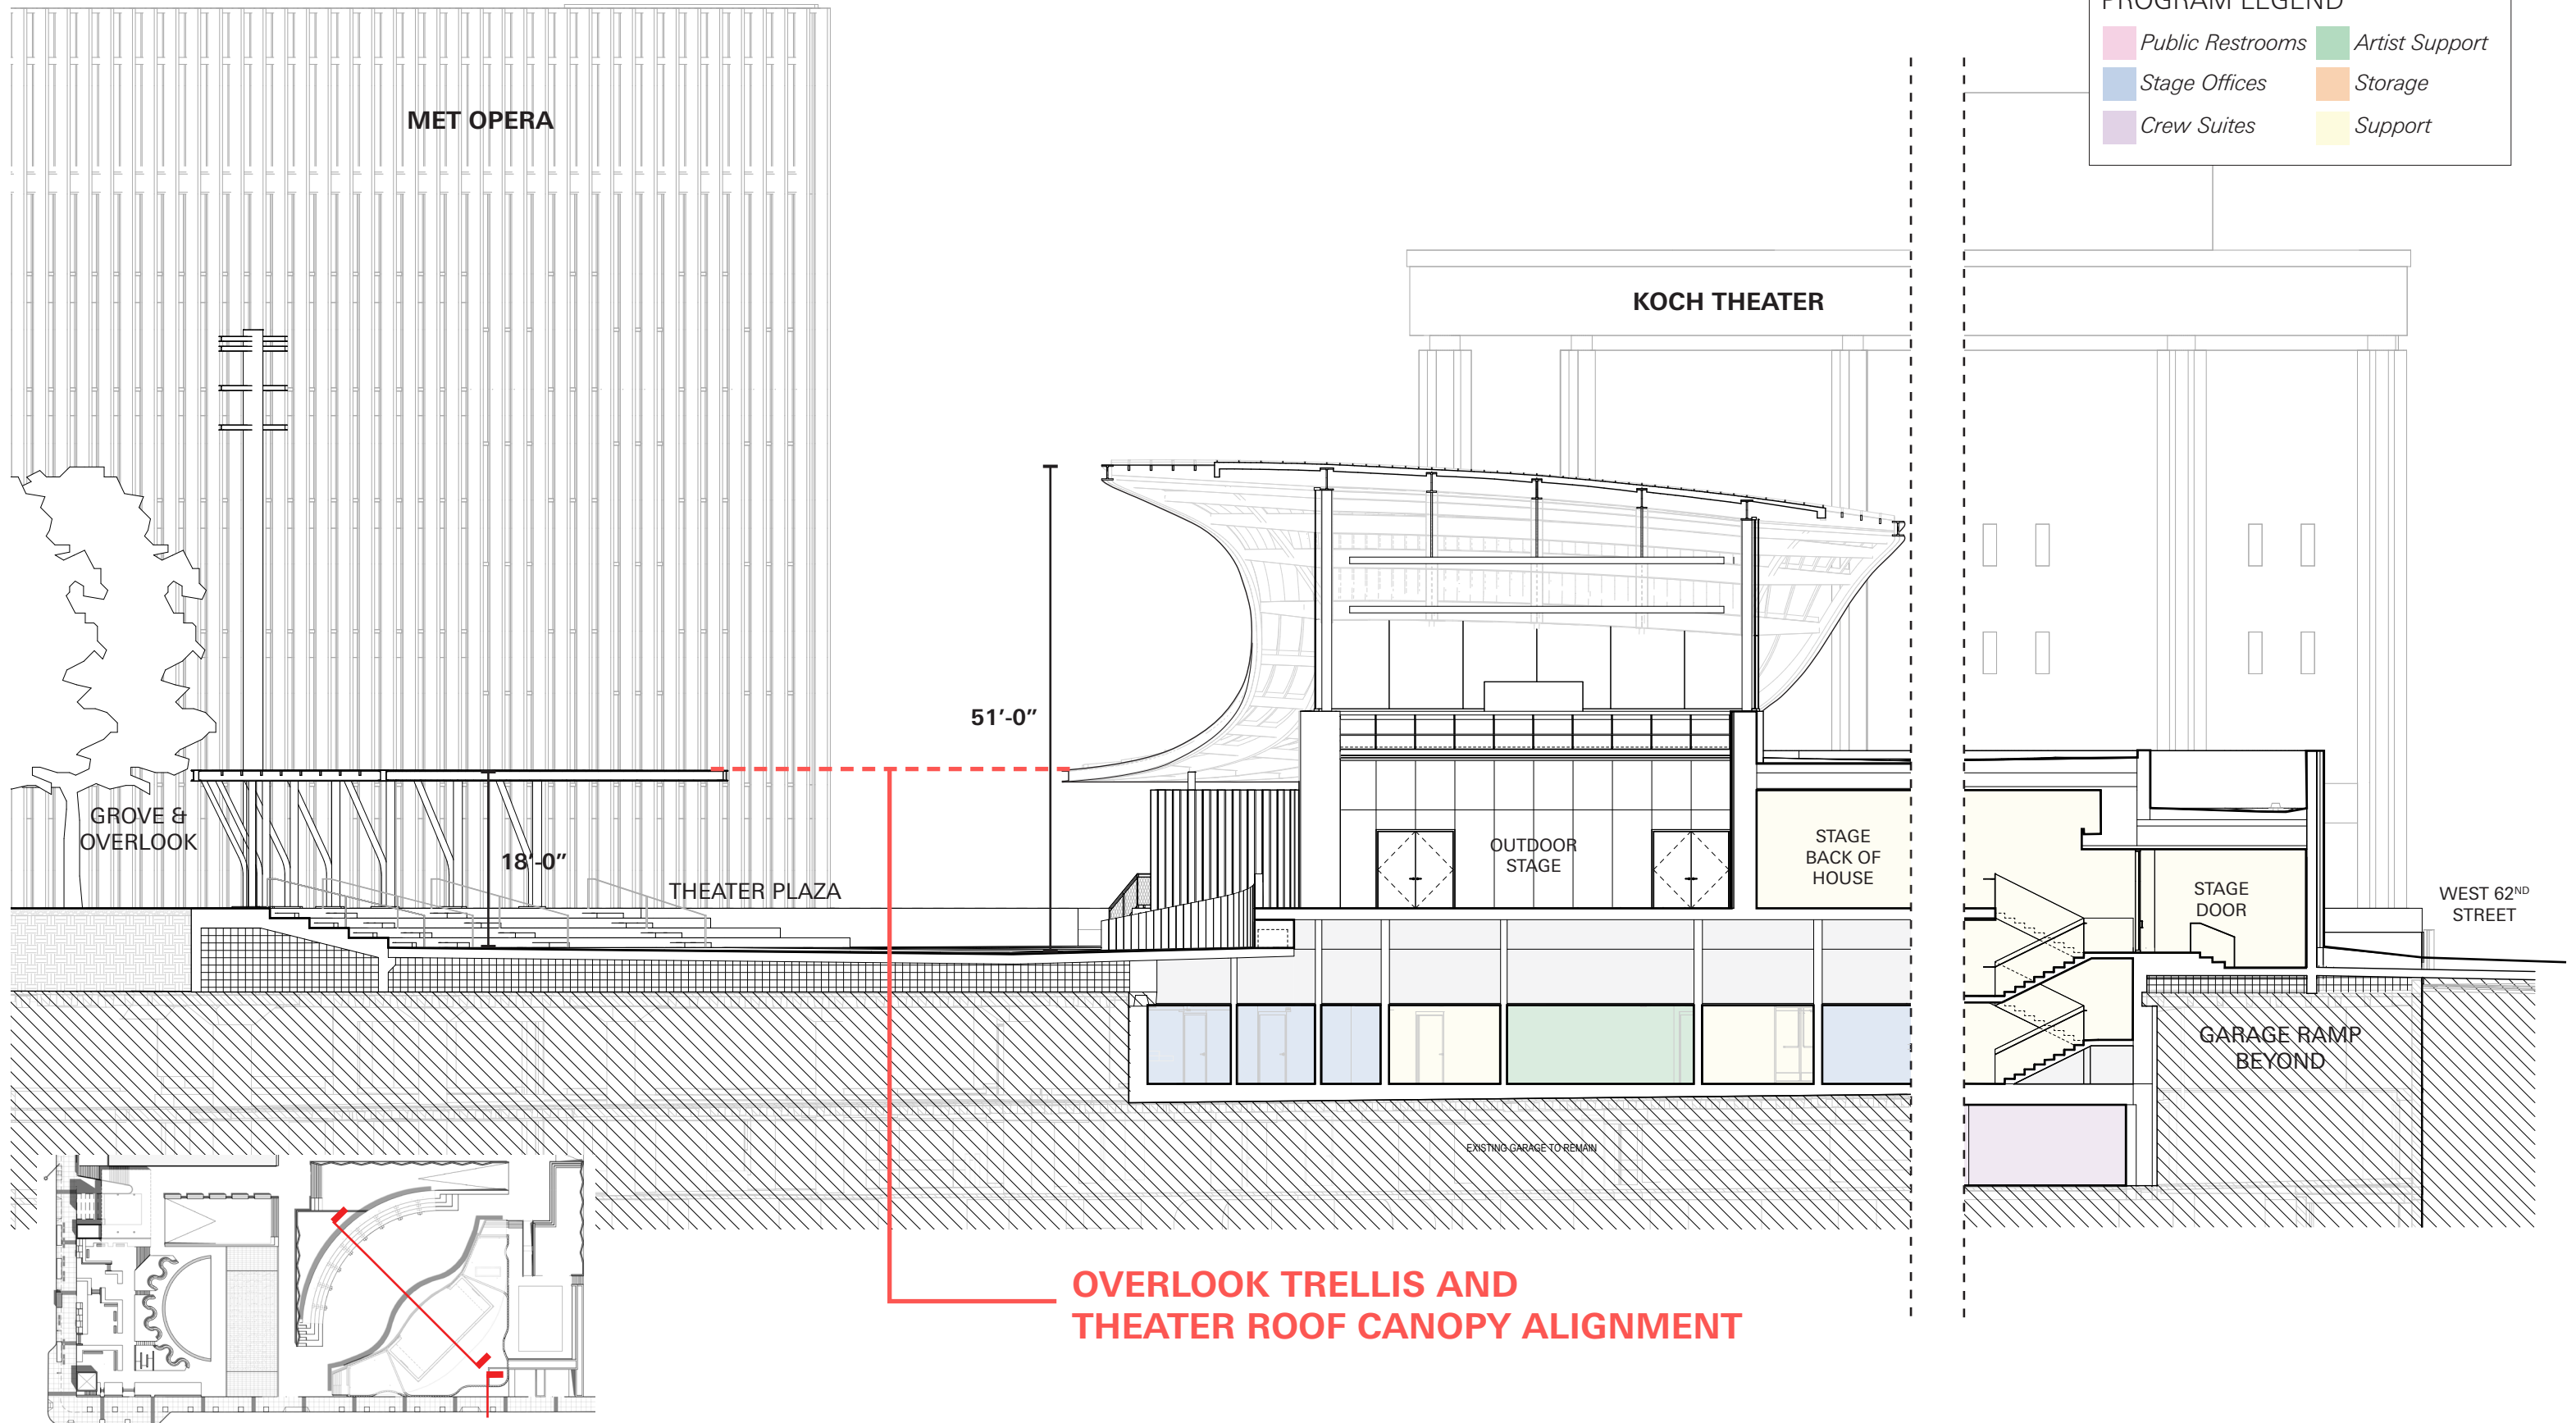 PROGRAM LEGEND
Public Restrooms
Artist Support
Stage Offices
Storage
Crew Suites
Support
MET OPERA
KOCH THEATER
51’-0”
GROVE &
OVERLOOK
18’-0”
THEATER PLAZA
OUTDOOR
STAGE
STAGE
BACK OF
HOUSE
STAGE
DOOR
WEST 62ND
STREET
GARAGE RAMP
BEYOND
EXISTING GARAGE TO REMAIN
OVERLOOK TRELLIS AND
THEATER ROOF CANOPY ALIGNMENT